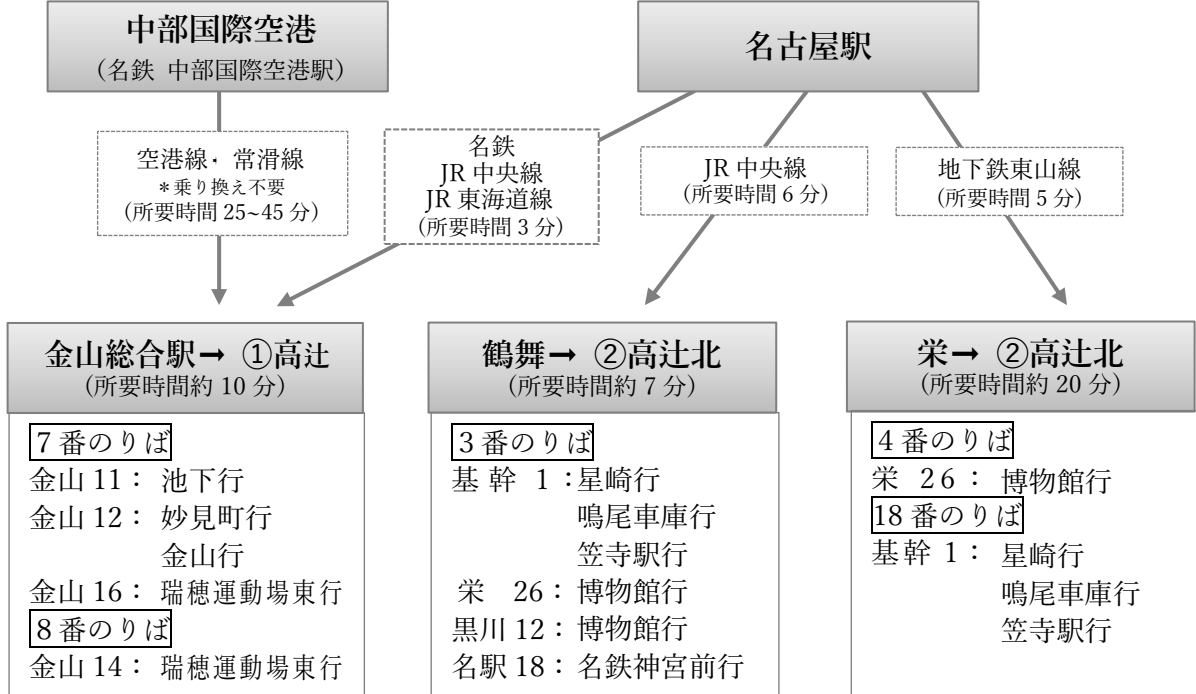 中部国際空港
（名鉄 中部国際空港駅）
名古屋駅
空港線・常滑線
＊乗り換え不要
（所要時間 25~45 分）
名鉄
JR 中央線
JR 東海道線
（所要時間 3 分）
JR 中央線
（所要時間 6 分）
地下鉄東山線
（所要時間 5 分）
金山総合駅➞ ①高辻
（所要時間約 10 分）
7 番のりば
金山 11： 池下行
金山 12： 妙見町行
金山行
金山 16： 瑞穂運動場東行
8 番のりば
金山 14： 瑞穂運動場東行
鶴舞➞ ②高辻北
（所要時間約 7 分）
3 番のりば
基 幹 1 ：星崎行
鳴尾車庫行
笠寺駅行
栄 26：博物館行
黒川 12：博物館行
名駅 18：名鉄神宮前行
栄➞ ②高辻北
（所要時間約 20 分）
4 番のりば
栄 26： 博物館行
18 番のりば
基幹 1： 星崎行
鳴尾車庫行
笠寺駅行